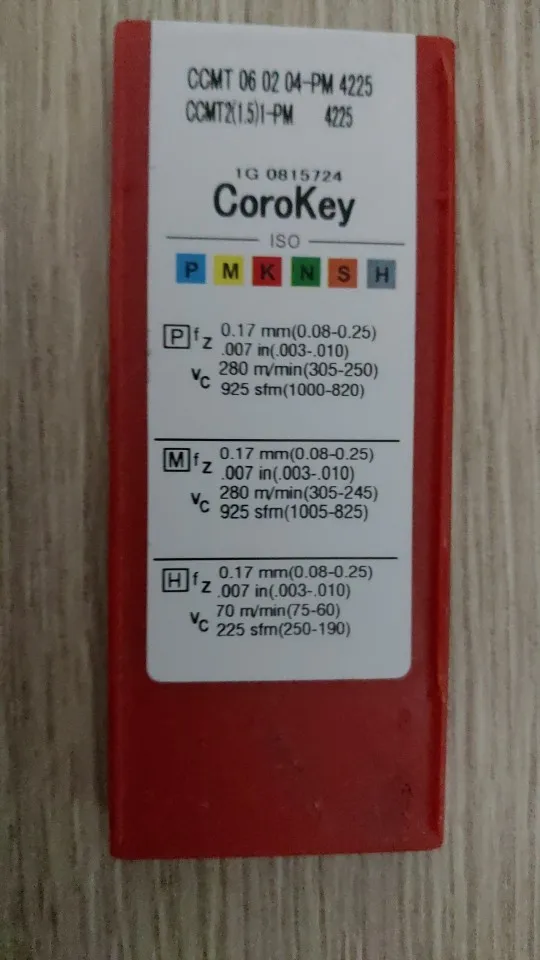 CCMT 06 02 04-PM 4225
CCMT2(1.5)1-PM 4225
1G 0815724
CoroKey
ISO
P M K N S H
P fz 0.17 mm(0.08-0.25)
.007 in(.003-.010)
vc 280 m/min(305-250)
925 sfm(1000-820)
M fz 0.17 mm(0.08-0.25)
.007 in(.003-.010)
vc 280 m/min(305-245)
925 sfm(1005-825)
H fz 0.17 mm(0.08-0.25)
.007 in(.003-.010)
vc 70 m/min(75-60)
225 sfm(250-190)